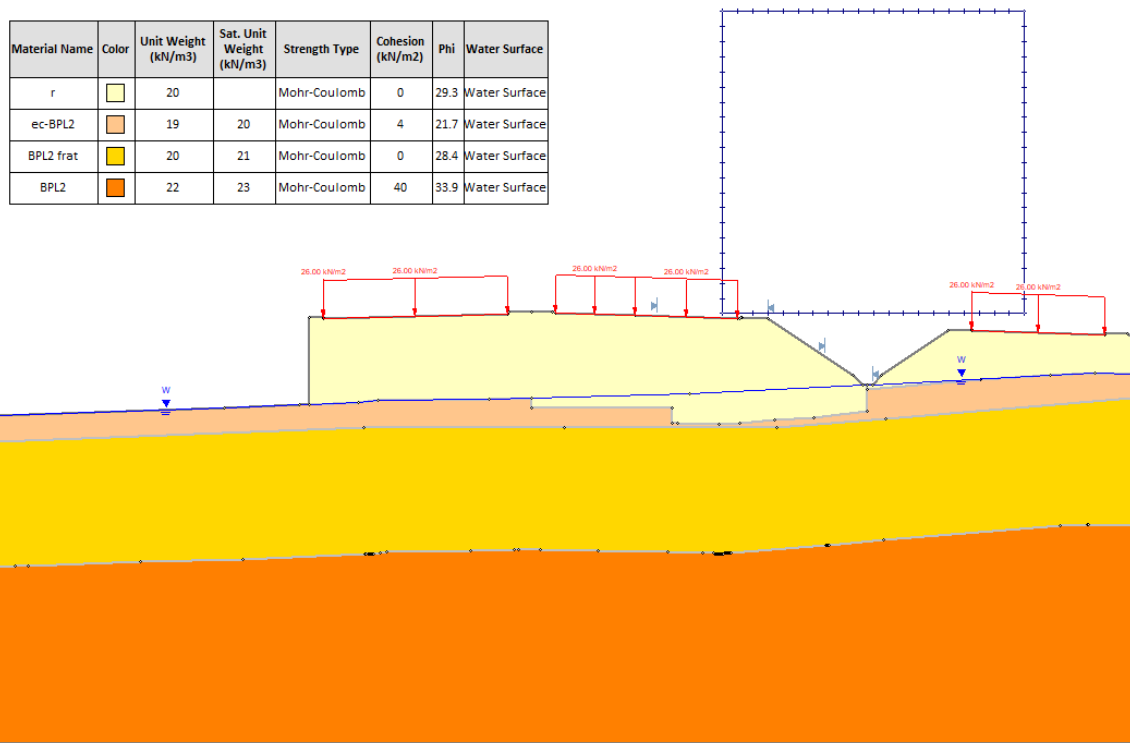 Material Name Color Unit Weight (kN/m3) Sat. Unit Weight (kN/m3) Strength Type Cohesion (kN/m2) Phi Water Surface
r 20 Mohr-Coulomb 0 29.3 Water Surface
ec-BPL2 19 20 Mohr-Coulomb 4 21.7 Water Surface
BPL2 frat 20 21 Mohr-Coulomb 0 28.4 Water Surface
BPL2 22 23 Mohr-Coulomb 40 33.9 Water Surface
26.00 kN/m2
26.00 kN/m2
26.00 kN/m2
26.00 kN/m2
26.00 kN/m2
26.00 kN/m2
W
W